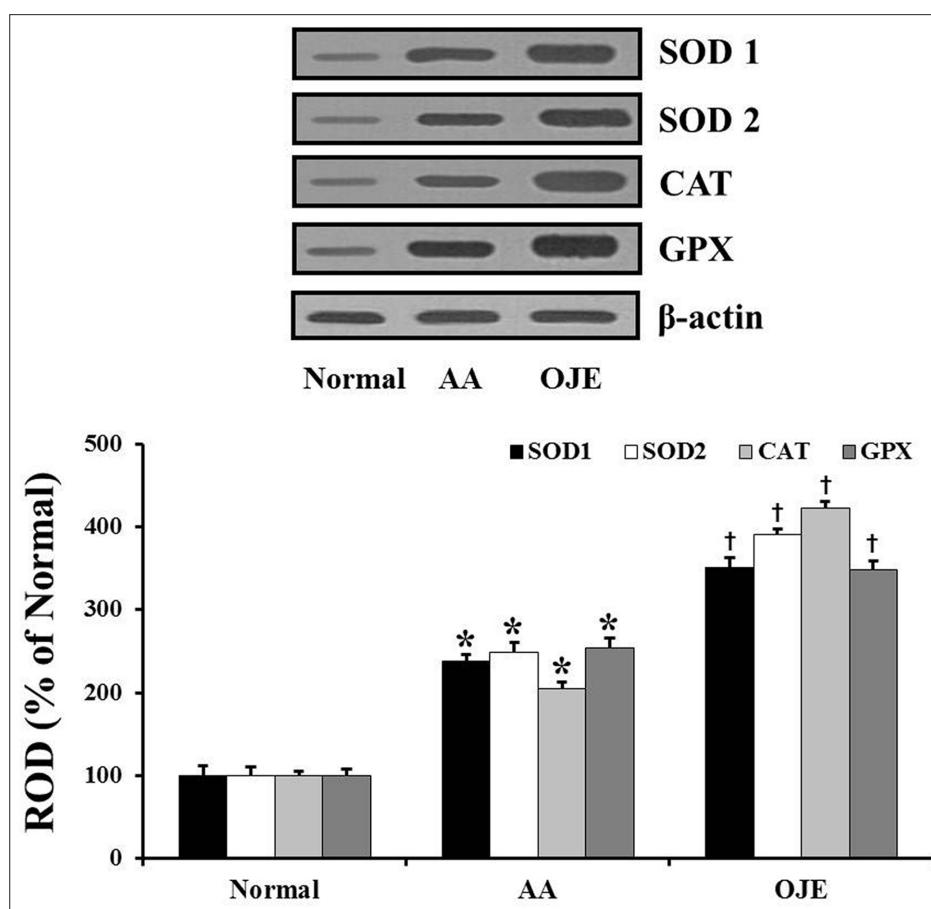 SOD 1
SOD 2
CAT
GPX
β-actin
Normal AA OJE
500
SOD1 SOD2 CAT GPX
ROD (% of Normal)
400
† † † †
300
* * * *
200
100
0
Normal AA OJE